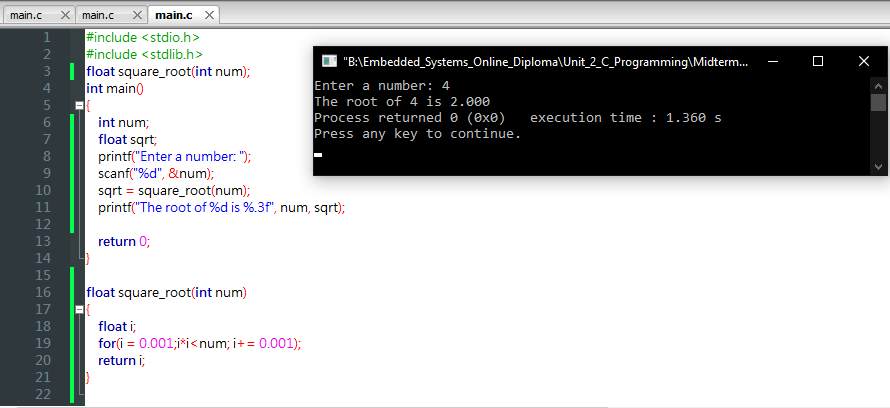 main.c
main.c
main.c
1 #include <stdio.h>
2 #include <stdlib.h>
3 float square_root(int num);
4 int main()
5 {
6 int num;
7 float sqrt;
8 printf("Enter a number: ");
9 scanf("%d", &num);
10 sqrt = square_root(num);
11 printf("The root of %d is %.3f", num, sqrt);
12
13 return 0;
14 }
15
16 float square_root(int num)
17 {
18 float i;
19 for(i = 0.001;i*i<num; i+= 0.001);
20 return i;
21 }
22
"B:\Embedded_Systems_Online_Diploma\Unit_2_C_Programming\Midterm...
Enter a number: 4
The root of 4 is 2.000
Process returned 0 (0x0)   execution time : 1.360 s
Press any key to continue.